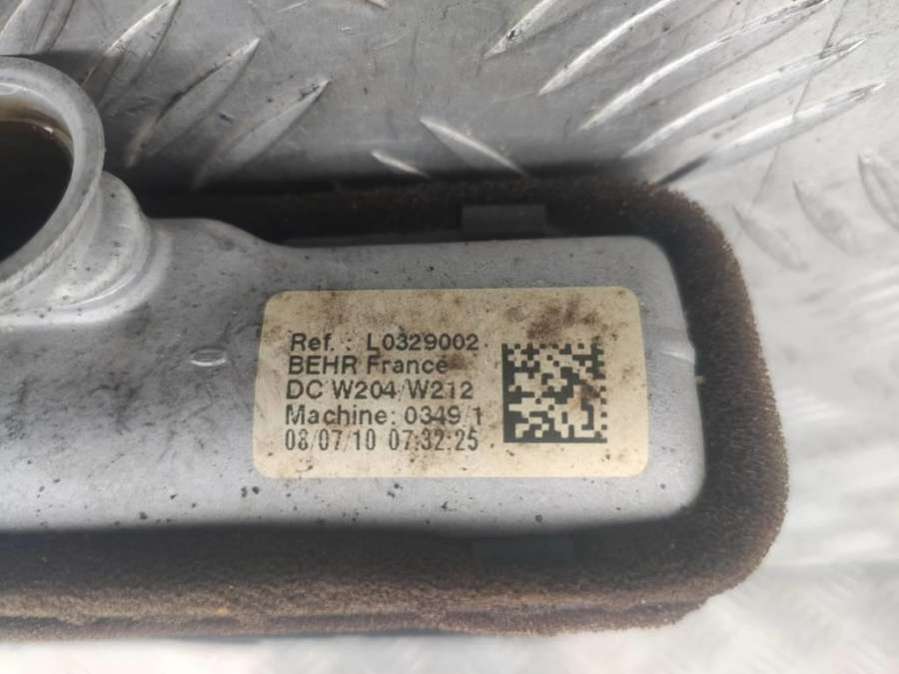 Ref. : L0329002
BEHR France
DC W204/W212
Machine: 0349/1
08/07/10 07:32:25